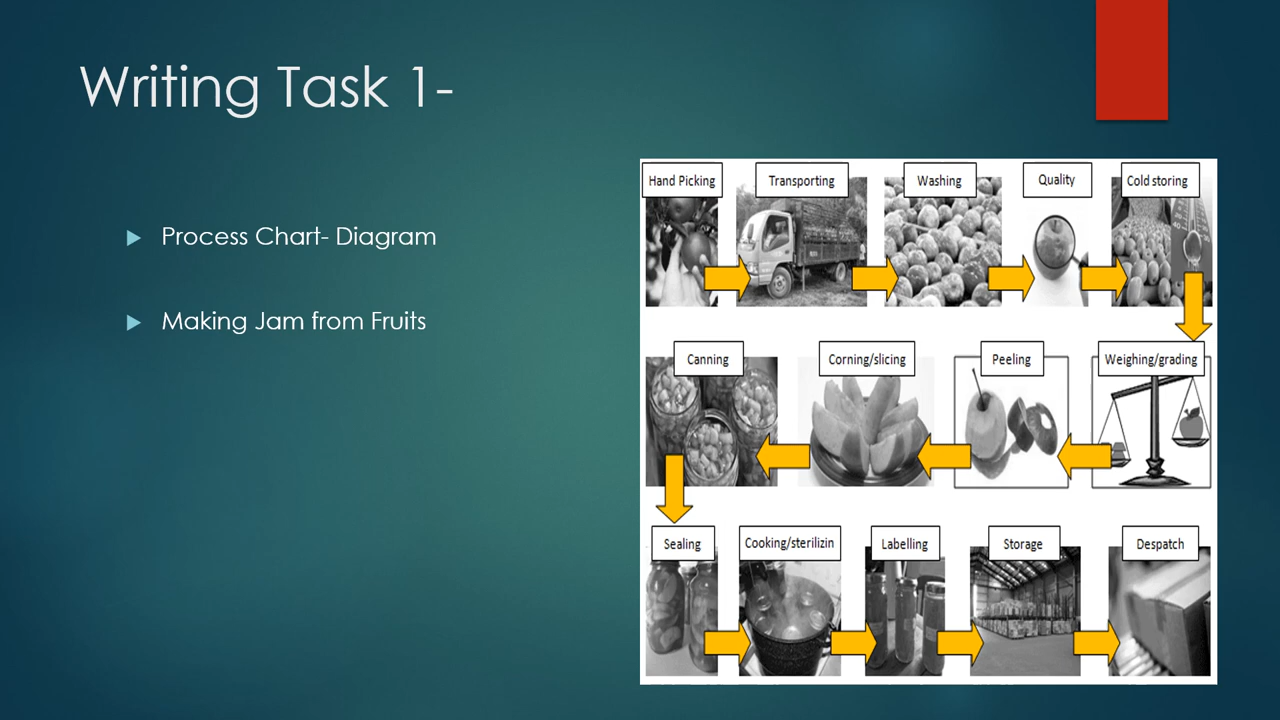 Writing Task 1-
Process Chart- Diagram
Making Jam from Fruits
Hand Picking
Transporting
Washing
Quality
Cold storing
Weighing/grading
Peeling
Corning/slicing
Canning
Sealing
Cooking/sterilizin
Labelling
Storage
Despatch